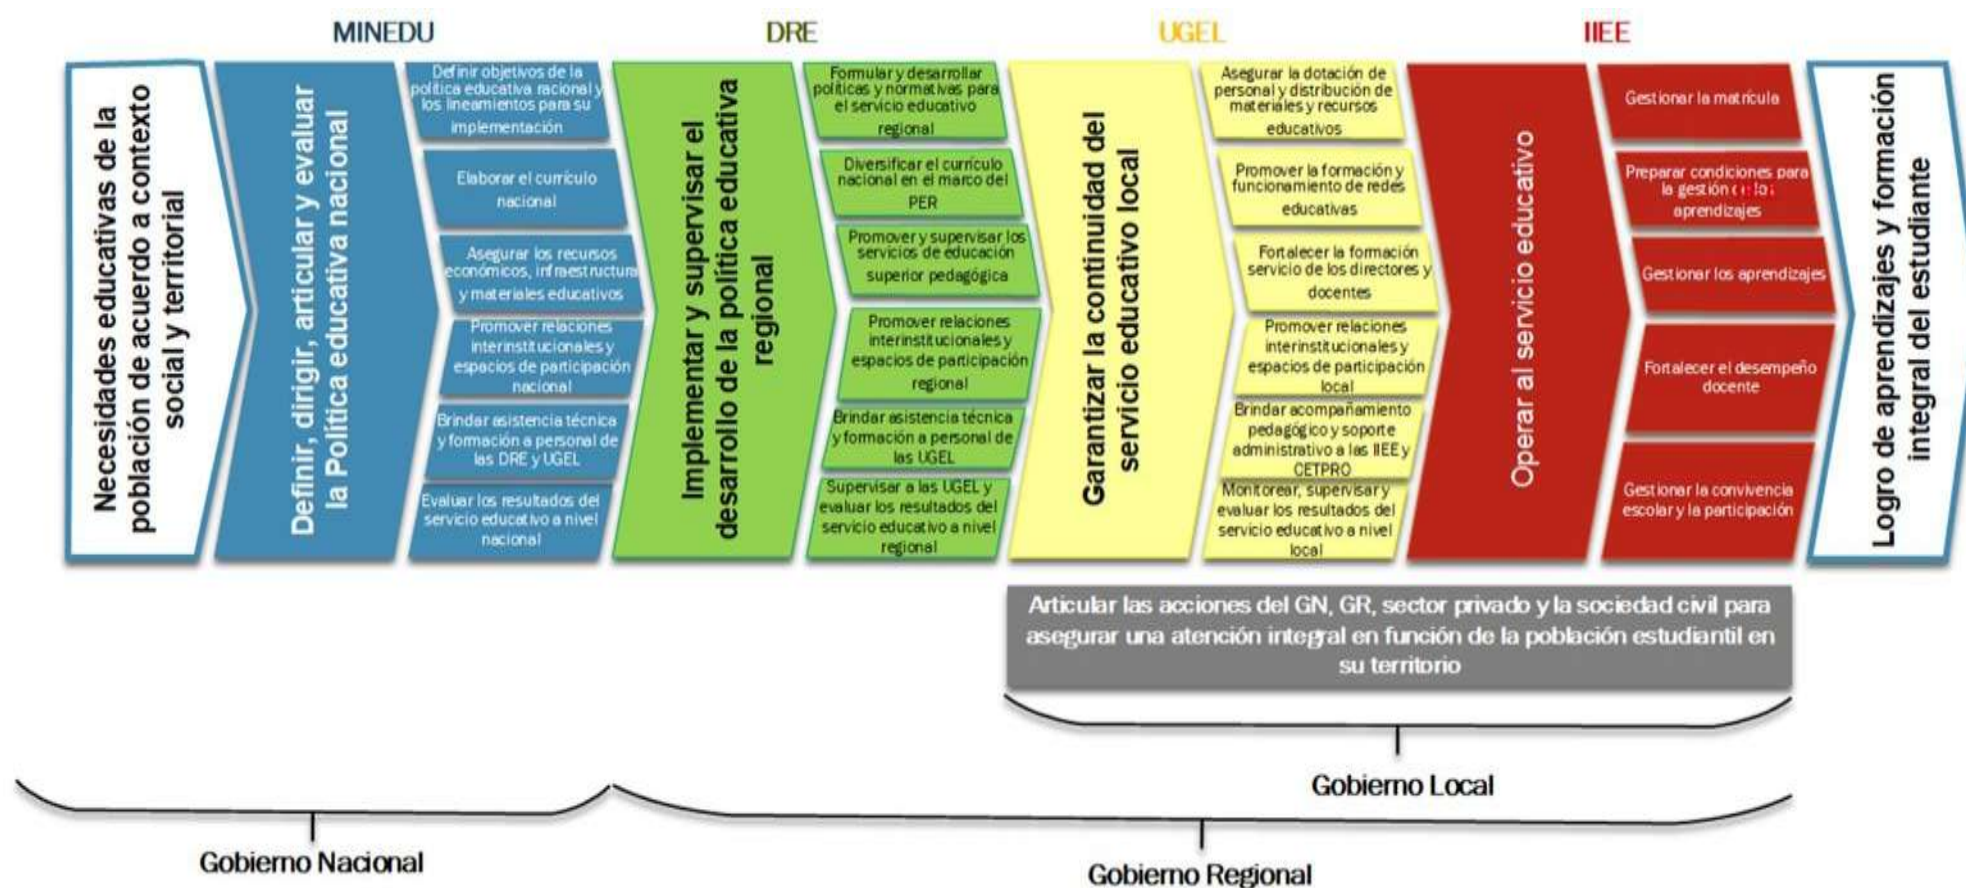 MINEDU
DRE
UGEL
IIEE
Necesidades educativas de la
población de acuerdo a contexto
social y territorial
Definir, dirigir, articular y evaluar
la Política educativa nacional
Definir objetivos de la
política educativa racional y
los lineamientos para su
implementación
Elaborar el currículo
nacional
Asegurar los recursos
económicos, infraestructura
y materiales educativos
Promover relaciones
interinstitucionales y
espacios de participación
nacional
Brindar asistencia técnica
y formación a personal de
las DRE y UGEL
Evaluar los resultados del
servicio educativo a nivel
nacional
Implementar y supervisar el
desarrollo de la política educativa
regional
Formular y desarrollar
políticas y normativas para
el servicio educativo
regional
Diversificar el currículo
nacional en el marco del
PER
Promover y supervisar los
servicios de educación
superior pedagógica
Promover relaciones
interinstitucionales y
espacios de participación
regional
Brindar asistencia técnica
y formación a personal de
las UGEL
Supervisar a las UGEL y
evaluar los resultados del
servicio educativo a nivel
regional
Garantizar la continuidad del
servicio educativo local
Asegurar la dotación de
personal y distribución de
materiales y recursos
educativos
Promover la formación y
funcionamiento de redes
educativas
Fortalecer la formación
servicio de los directores y
docentes
Promover relaciones
interinstitucionales y
espacios de participación
local
Brindar acompañamiento
pedagógico y soporte
administrativo a las IIEE y
CETPRO
Monitorear, supervisar y
evaluar los resultados del
servicio educativo a nivel
local
Operar al servicio educativo
Gestionar la matrícula
Preparar condiciones para
la gestión
aprendizajes
Gestionar los aprendizajes
Fortalecer el desempeño
docente
Gestionar la convivencia
escolar y la participación
Logro de aprendizajes y formación
integral del estudiante
Articular las acciones del GN, GR, sector privado y la sociedad civil para
asegurar una atención integral en función de la población estudiantil en
su territorio
Gobierno Local
Gobierno Nacional
Gobierno Regional